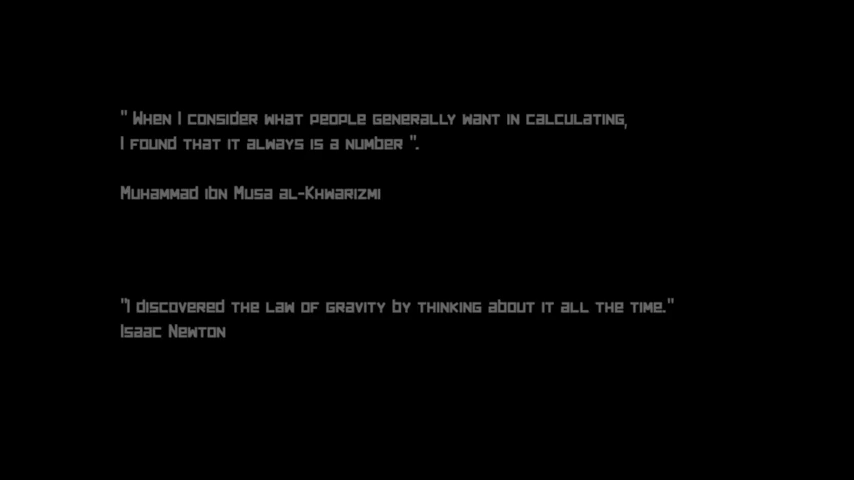 " When I consider what people generally want in calculating,
I found that it always is a number ".
Muhammad ibn Musa al-Khwarizmi
"I discovered the law of gravity by thinking about it all the time."
Isaac Newton